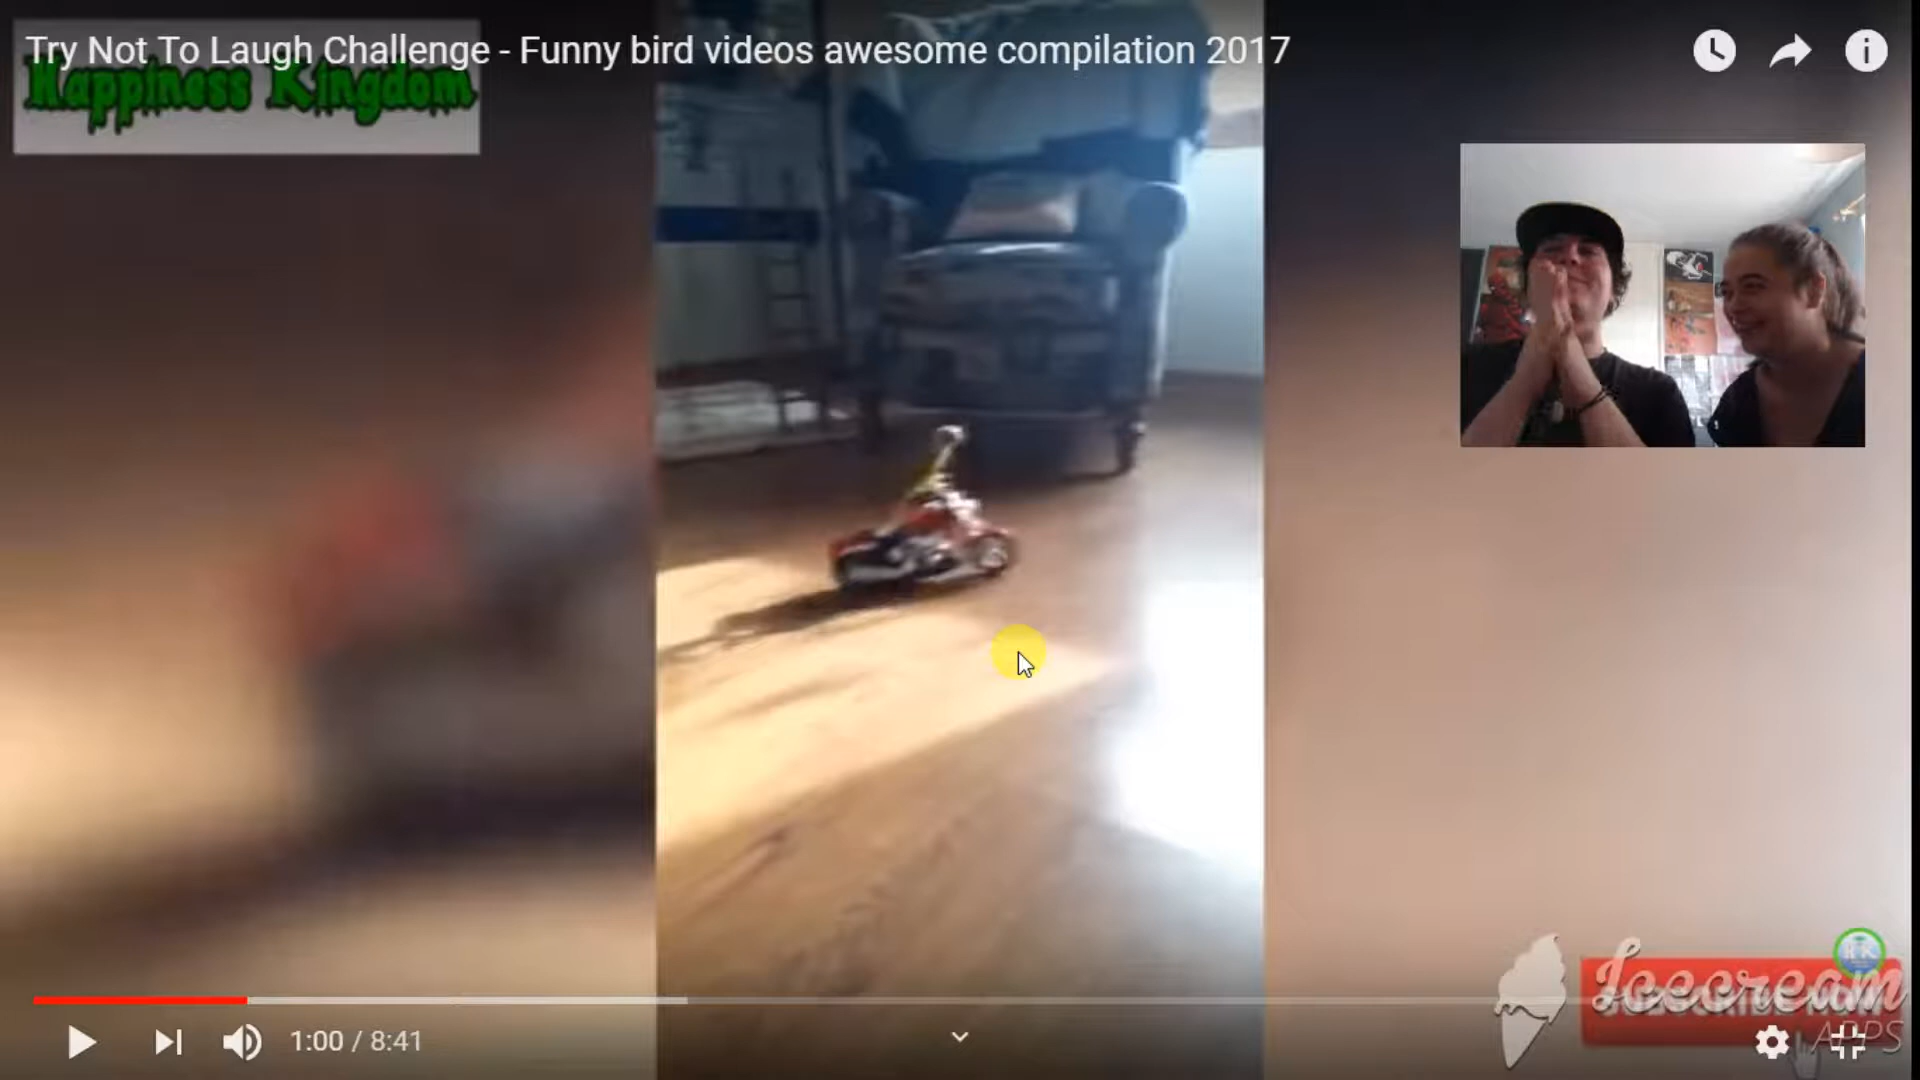 Try Not To Laugh Challenge - Funny bird videos awesome compilation 2017
Happiness Kingdom
Icecream
APPS
1:00 / 8:41